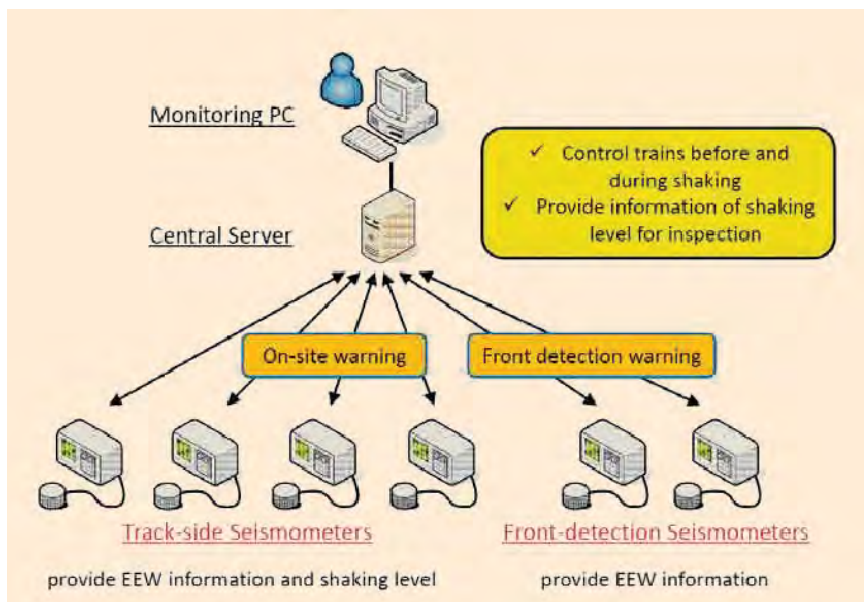 Monitoring PC
✓ Control trains before and
during shaking
✓ Provide information of shaking
level for inspection
Central Server
On-site warning
Front detection warning
Track-side Seismometers
Front-detection Seismometers
provide EEW information and shaking level
provide EEW information